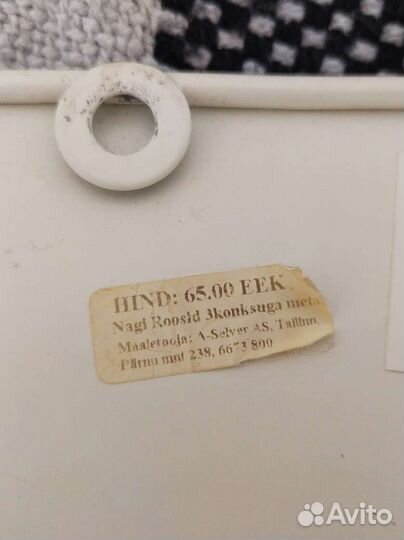 HIND: 65.00 EEK
Nagi Roosid 3konksuga meta
Maaletooja: A-Selver AS, Tallinn,
Pärnu mnt 238, 6673 800
Avito